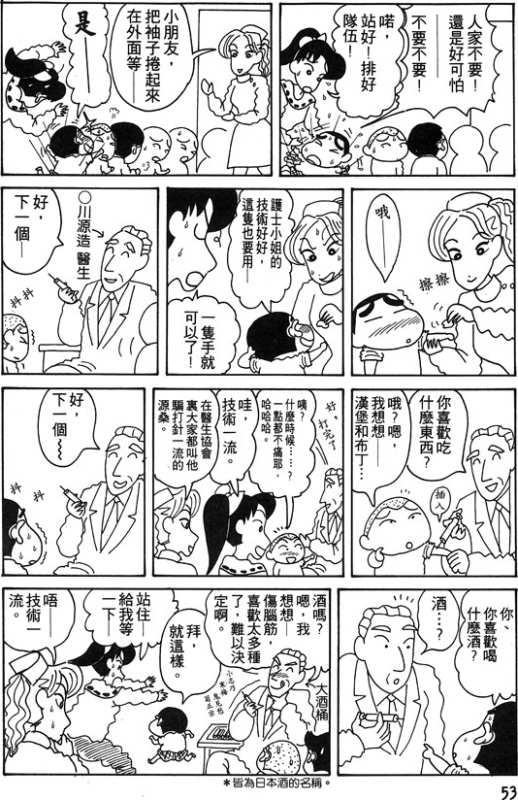 人家不要！
還是好可怕
不要不要！
喏，
站好！排好
隊伍！
小朋友，
把袖子捲起來
在外面等—
是——
哦——
擦擦
護士小姐的
技術好好，
這隻也要用—
一隻手就
可以了！
○川源造 醫生
好，
下一個—
抖抖
你喜歡吃
什麼東西？
哦？嗯，
我想想—
漢堡和布丁…
插入
好，
打完了
咦？
什麼時候……？
一點都不痛耶，
哈哈哈。
哇，
技術一流。
在醫生協會
裏大家都叫他
騙打針一流的
源桑。
好，
下一個～
抖抖
你、
你喜歡喝
什麼酒？
酒…？
酒嗎？
嗯，我
想想—
傷腦筋，
喜歡太多種
了，難以決
定啊。
大酒桶
拜，
就這樣。
站住—
給我等
一下—
唔—
技術一
流。
＊皆為日本酒的名稱。
53